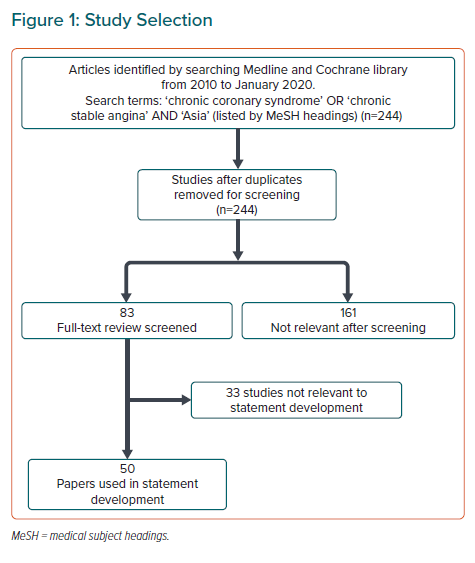 Figure 1: Study Selection
Articles identified by searching Medline and Cochrane library
from 2010 to January 2020.
Search terms: ‘chronic coronary syndrome’ OR ‘chronic
stable angina’ AND ‘Asia’ (listed by MeSH headings) (n=244)
Studies after duplicates
removed for screening
(n=244)
83
Full-text review screened
161
Not relevant after screening
33 studies not relevant to
statement development
50
Papers used in statement
development
MeSH = medical subject headings.